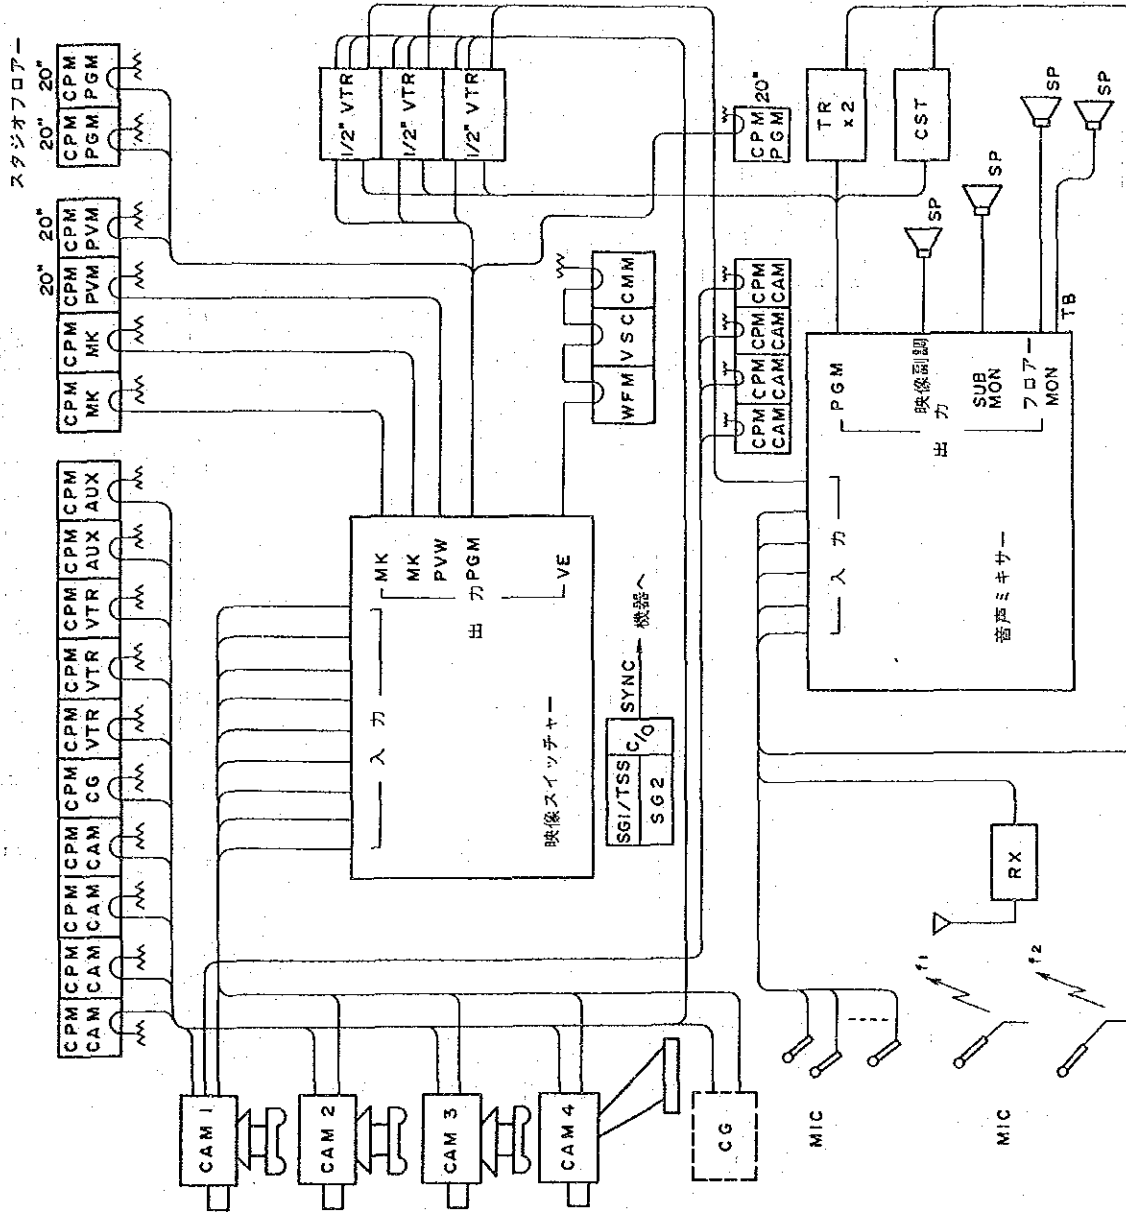 スタジオフロアー
20"
20"
20"
20"
CPM
CAM
CPM
CAM
CPM
CAM
CPM
CAM
CPM
CG
CPM
VTR
CPM
VTR
CPM
VTR
CPM
AUX
CPM
AUX
CPM
MK
CPM
MK
CPM
PVM
CPM
PVM
CPM
PGM
CPM
PGM
CAM 1
CAM 2
CAM 3
CAM 4
CG
入力
映像スイッチャー
出力
MK
MK
PVW
PGM
VE
1/2" VTR
1/2" VTR
1/2" VTR
WFM
VSC
CMM
SG1/TSS
SG2
C/O
SYNC
機器へ
CPM
CAM
CPM
CAM
CPM
CAM
CPM
CAM
CPM
PGM
20"
TR
x2
CST
SP
SP
SP
SP
TB
入力
音声ミキサー
出力
PGM
映像副調
SUB
MON
フロアー
MON
RX
f1
f2
MIC
MIC